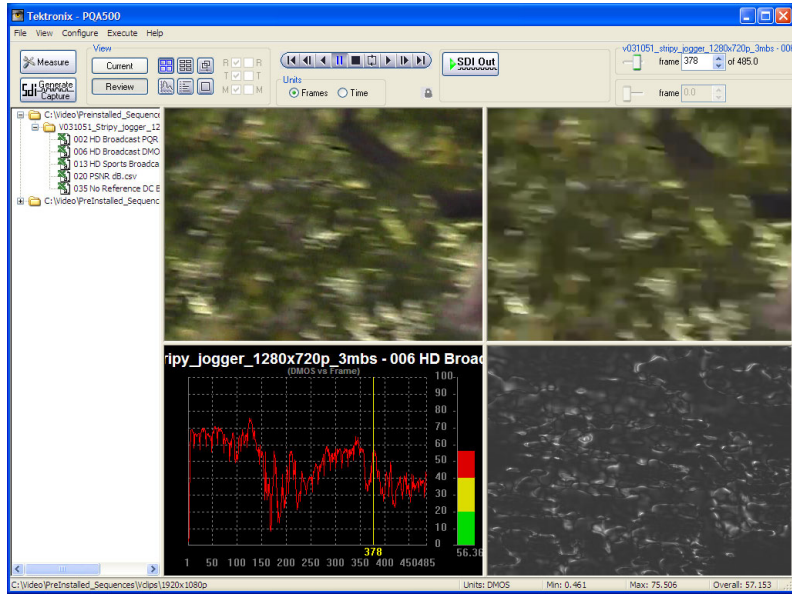 Tektronix - PQA500
File View Configure Execute Help
Measure
Generate
Capture
View
Current
Review
R R
T T
M M
Units
Frames Time
SDI Out
v031051_stripy_jogger_1280x720p_3mbs - 006
frame 378 of 485.0
frame 0.0
C:\Video\Preinstalled_Sequence
V031051_Stripy_jogger_12
002 HD Broadcast PQR
006 HD Broadcast DMO
013 HD Sports Broadca
020 PSNR dB.csv
035 No Reference DC B
C:\Video\PreInstalled_Sequenc
ripy_jogger_1280x720p_3mbs - 006 HD Broad
(DMOS vs Frame)
100
90
80
70
60
50
40
30
20
10
0
378
1 50 100 150 200 250 300 350 400 450485
56.36
C:\Video\PreInstalled_Sequences\Vclips\1920x1080p
Units: DMOS Min: 0.461 Max: 75.506 Overall: 57.153